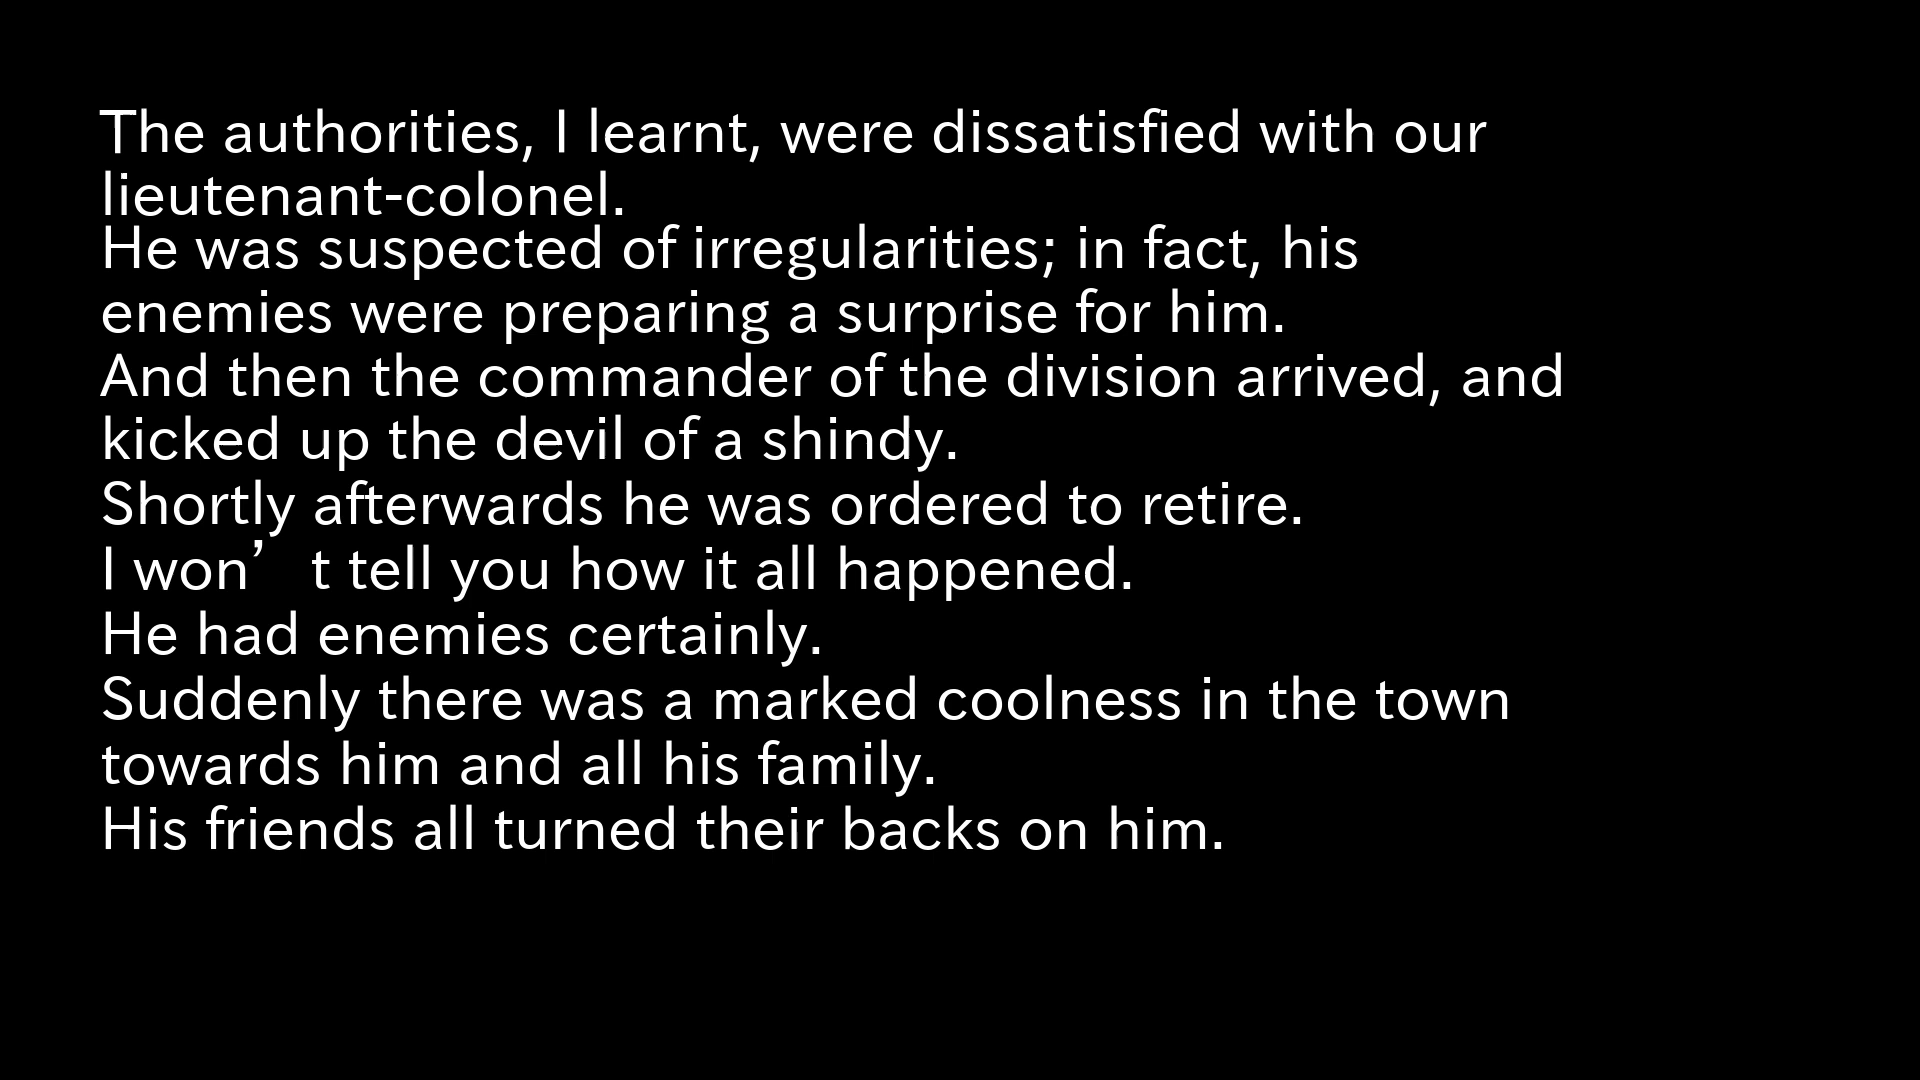 The authorities, I learnt, were dissatisfied with our
lieutenant-colonel.
He was suspected of irregularities; in fact, his
enemies were preparing a surprise for him.
And then the commander of the division arrived, and
kicked up the devil of a shindy.
Shortly afterwards he was ordered to retire.
I won’t tell you how it all happened.
He had enemies certainly.
Suddenly there was a marked coolness in the town
towards him and all his family.
His friends all turned their backs on him.